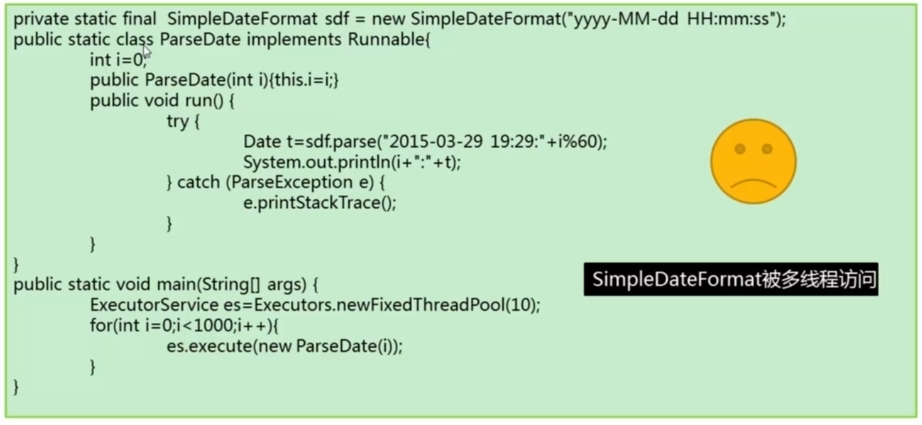 private static final SimpleDateFormat sdf = new SimpleDateFormat("yyyy-MM-dd HH:mm:ss");
public static class ParseDate implements Runnable{
int i=0;
public ParseDate(int i){this.i=i;}
public void run() {
try {
Date t=sdf.parse("2015-03-29 19:29:"+i%60);
System.out.println(i+":"+t);
} catch (ParseException e) {
e.printStackTrace();
}
}
}
SimpleDateFormat被多线程访问
public static void main(String[] args) {
ExecutorService es=Executors.newFixedThreadPool(10);
for(int i=0;i<1000;i++){
es.execute(new ParseDate(i));
}
}